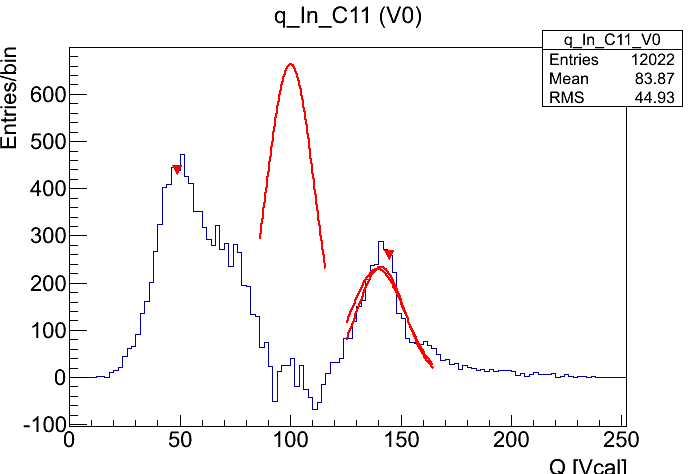 q_In_C11 (V0)
q_In_C11_V0
Entries 12022
Mean 83.87
RMS 44.93
Entries/bin
600
500
400
300
200
100
0
-100
0 50 100 150 200 250
Q [Vcal]